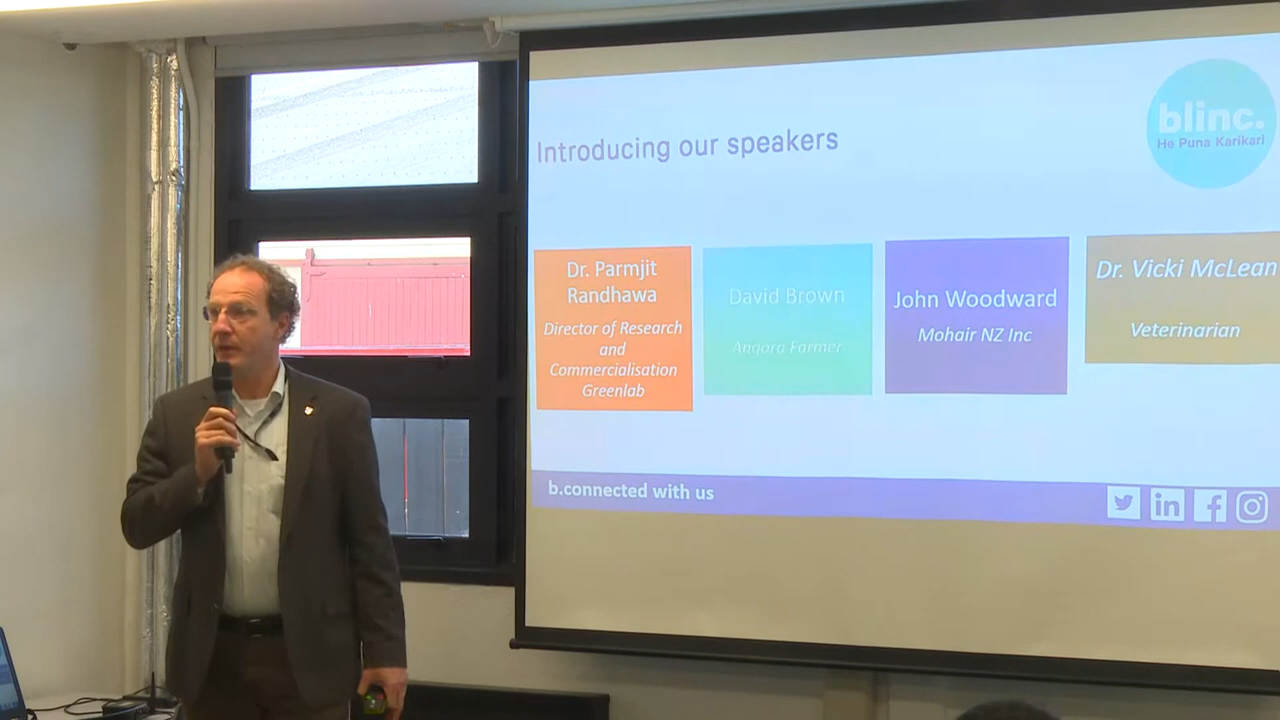 blinc.
He Puna Karikari
Introducing our speakers
Dr. Parmjit
Randhawa
Director of Research
and
Commercialisation
Greenlab
David Brown
Angora Farmer
John Woodward
Mohair NZ Inc
Dr. Vicki McLean
Veterinarian
b.connected with us
in